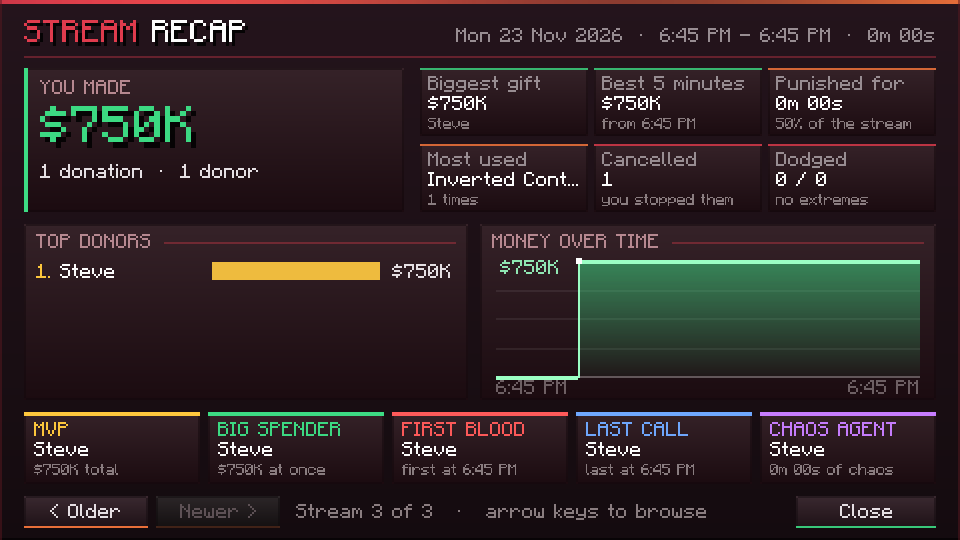 STREAM RECAP
Mon 23 Nov 2026 · 6:45 PM – 6:45 PM · 0m 00s
YOU MADE
$750K
1 donation · 1 donor
Biggest gift
$750K
Steve
Best 5 minutes
$750K
from 6:45 PM
Punished for
0m 00s
50% of the stream
Most used
Inverted Cont...
1 times
Cancelled
1
you stopped them
Dodged
0 / 0
no extremes
TOP DONORS
1. Steve $750K
MONEY OVER TIME
$750K
6:45 PM 6:45 PM
MVP
Steve
$750K total
BIG SPENDER
Steve
$750K at once
FIRST BLOOD
Steve
first at 6:45 PM
LAST CALL
Steve
last at 6:45 PM
CHAOS AGENT
Steve
0m 00s of chaos
< Older
Newer >
Stream 3 of 3 · arrow keys to browse
Close